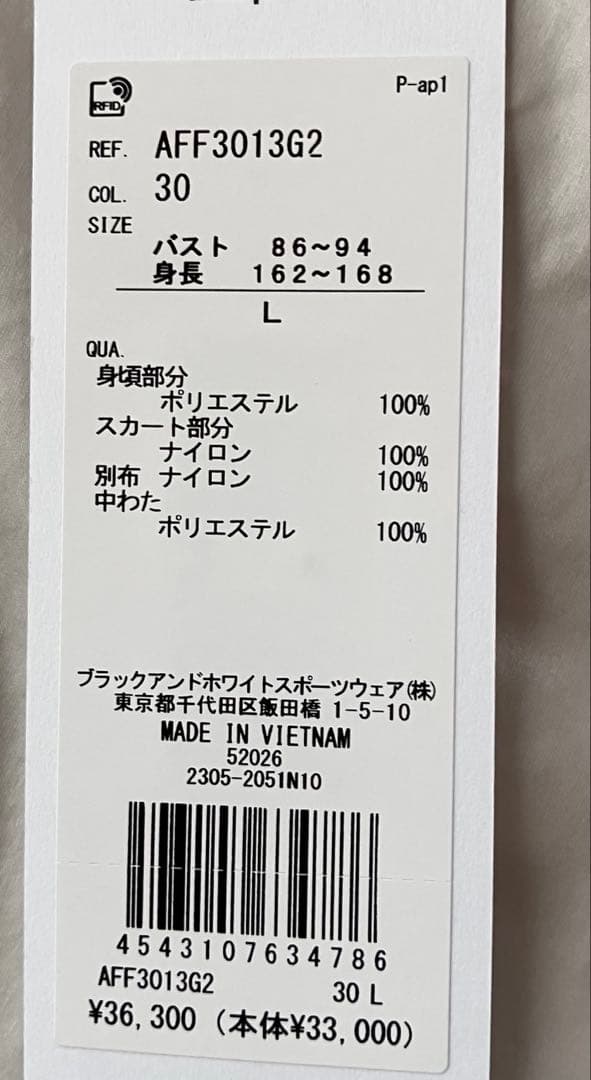 P-ap1
RFID
REF. AFF3013G2
COL. 30
SIZE
バスト 86～94
身長 162～168
L
QUA.
身頃部分
ポリエステル 100%
スカート部分
ナイロン 100%
別布 ナイロン 100%
中わた
ポリエステル 100%
ブラックアンドホワイトスポーツウェア(株)
東京都千代田区飯田橋 1-5-10
MADE IN VIETNAM
52026
2305-2051N10
4543107634786
AFF3013G2 30 L
¥36,300 (本体¥33,000)